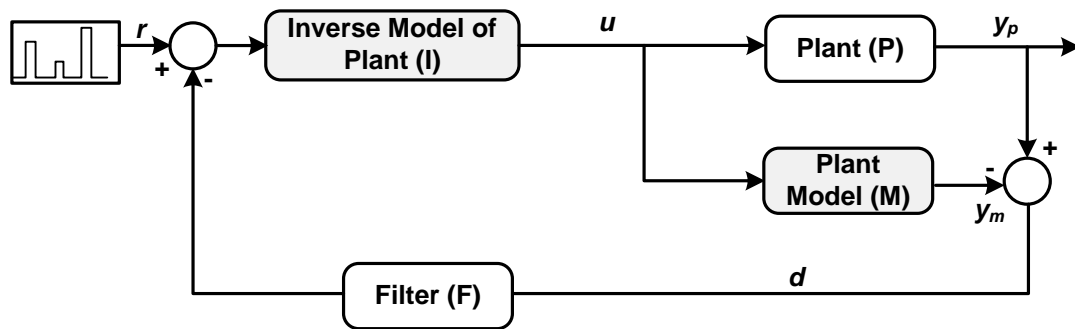 r
+
-
Inverse Model of
Plant (I)
u
Plant (P)
yp
+
-
Plant
Model (M)
ym
Filter (F)
d